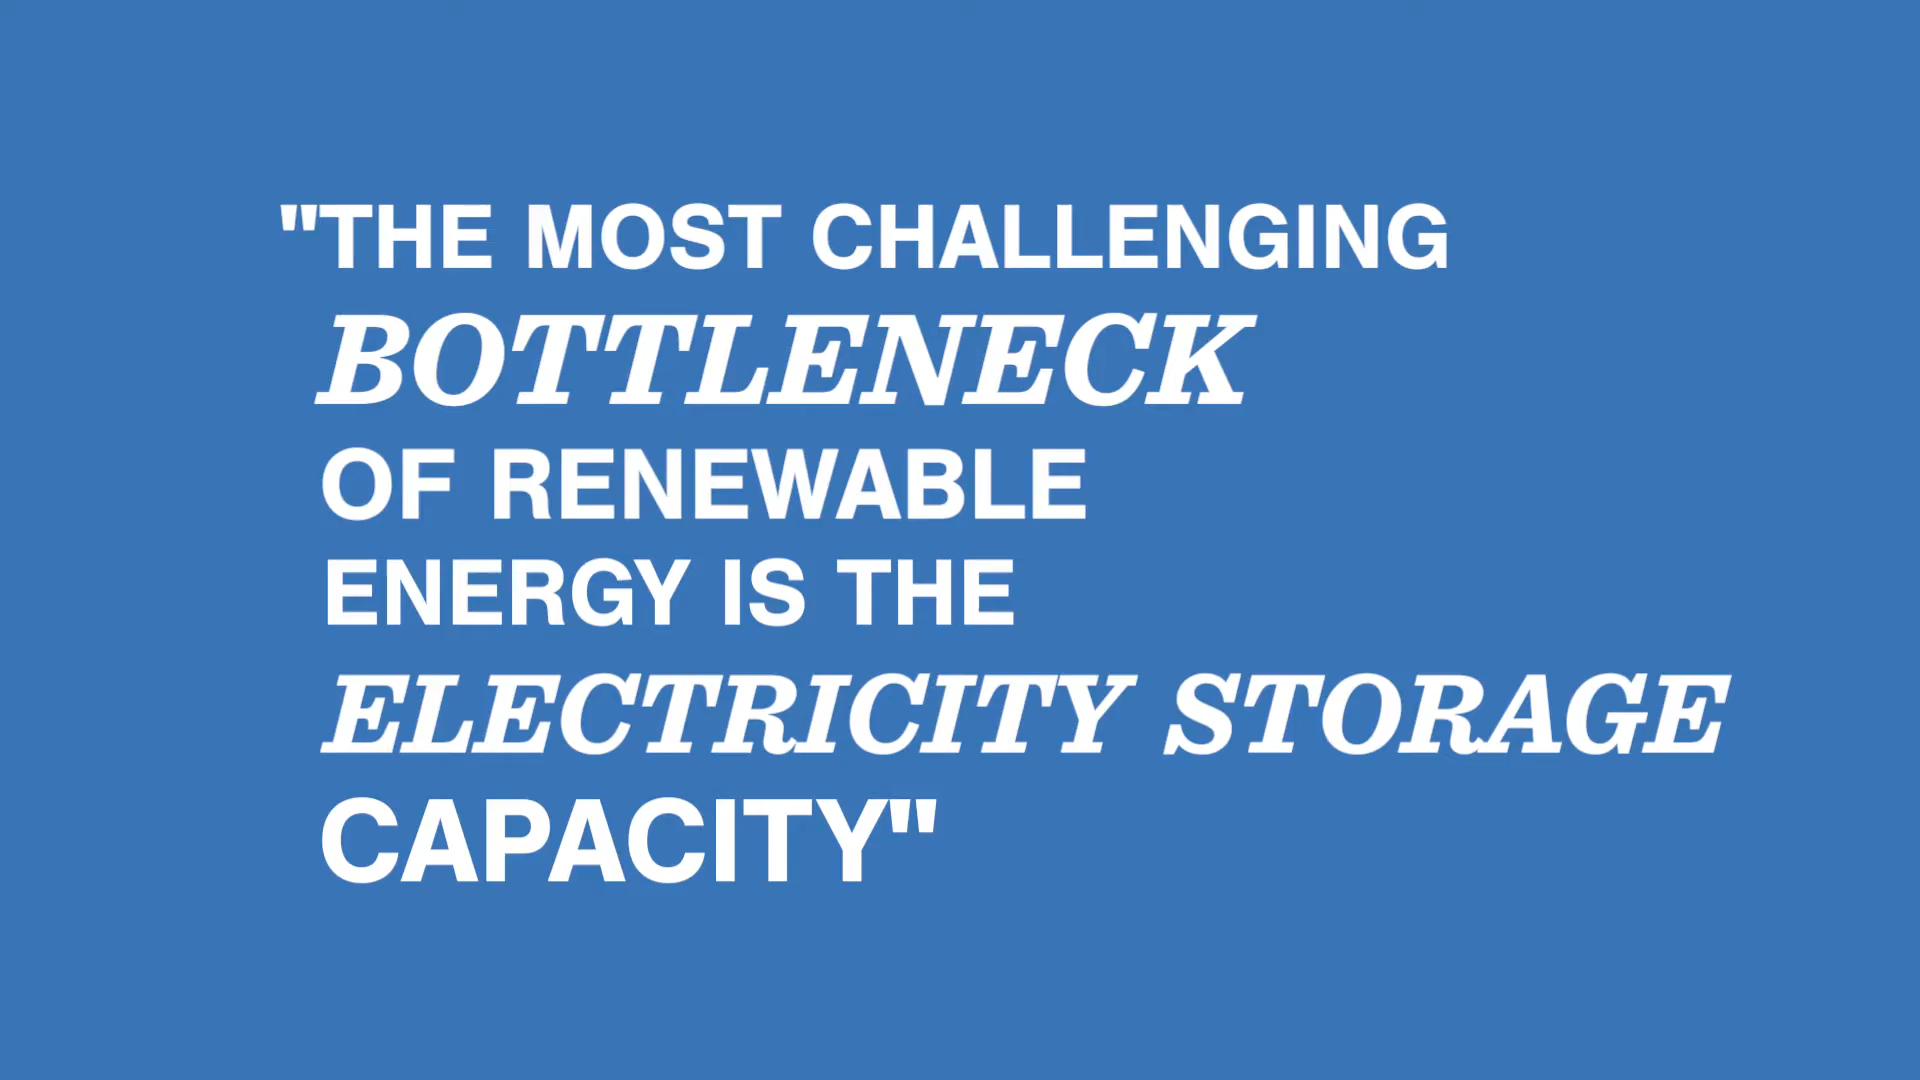 "THE MOST CHALLENGING
BOTTLENECK
OF RENEWABLE
ENERGY IS THE
ELECTRICITY STORAGE
CAPACITY"